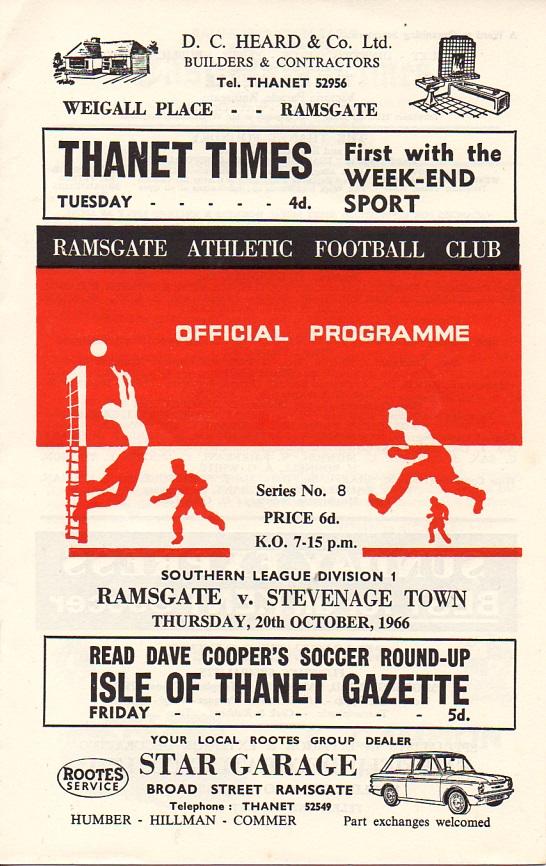 D. C. HEARD & Co. Ltd.
BUILDERS & CONTRACTORS
Tel. THANET 52956
WEIGALL PLACE - - RAMSGATE
THANET TIMES
TUESDAY - - - - - 4d.
First with the
WEEK-END
SPORT
RAMSGATE ATHLETIC FOOTBALL CLUB
OFFICIAL PROGRAMME
Series No. 8
PRICE 6d.
K.O. 7-15 p.m.
SOUTHERN LEAGUE DIVISION 1
RAMSGATE v. STEVENAGE TOWN
THURSDAY, 20th OCTOBER, 1966
READ DAVE COOPER'S SOCCER ROUND-UP
ISLE OF THANET GAZETTE
FRIDAY - - - - - - - 5d.
YOUR LOCAL ROOTES GROUP DEALER
ROOTES
SERVICE
STAR GARAGE
BROAD STREET RAMSGATE
Telephone : THANET 52549
HUMBER - HILLMAN - COMMER
Part exchanges welcomed